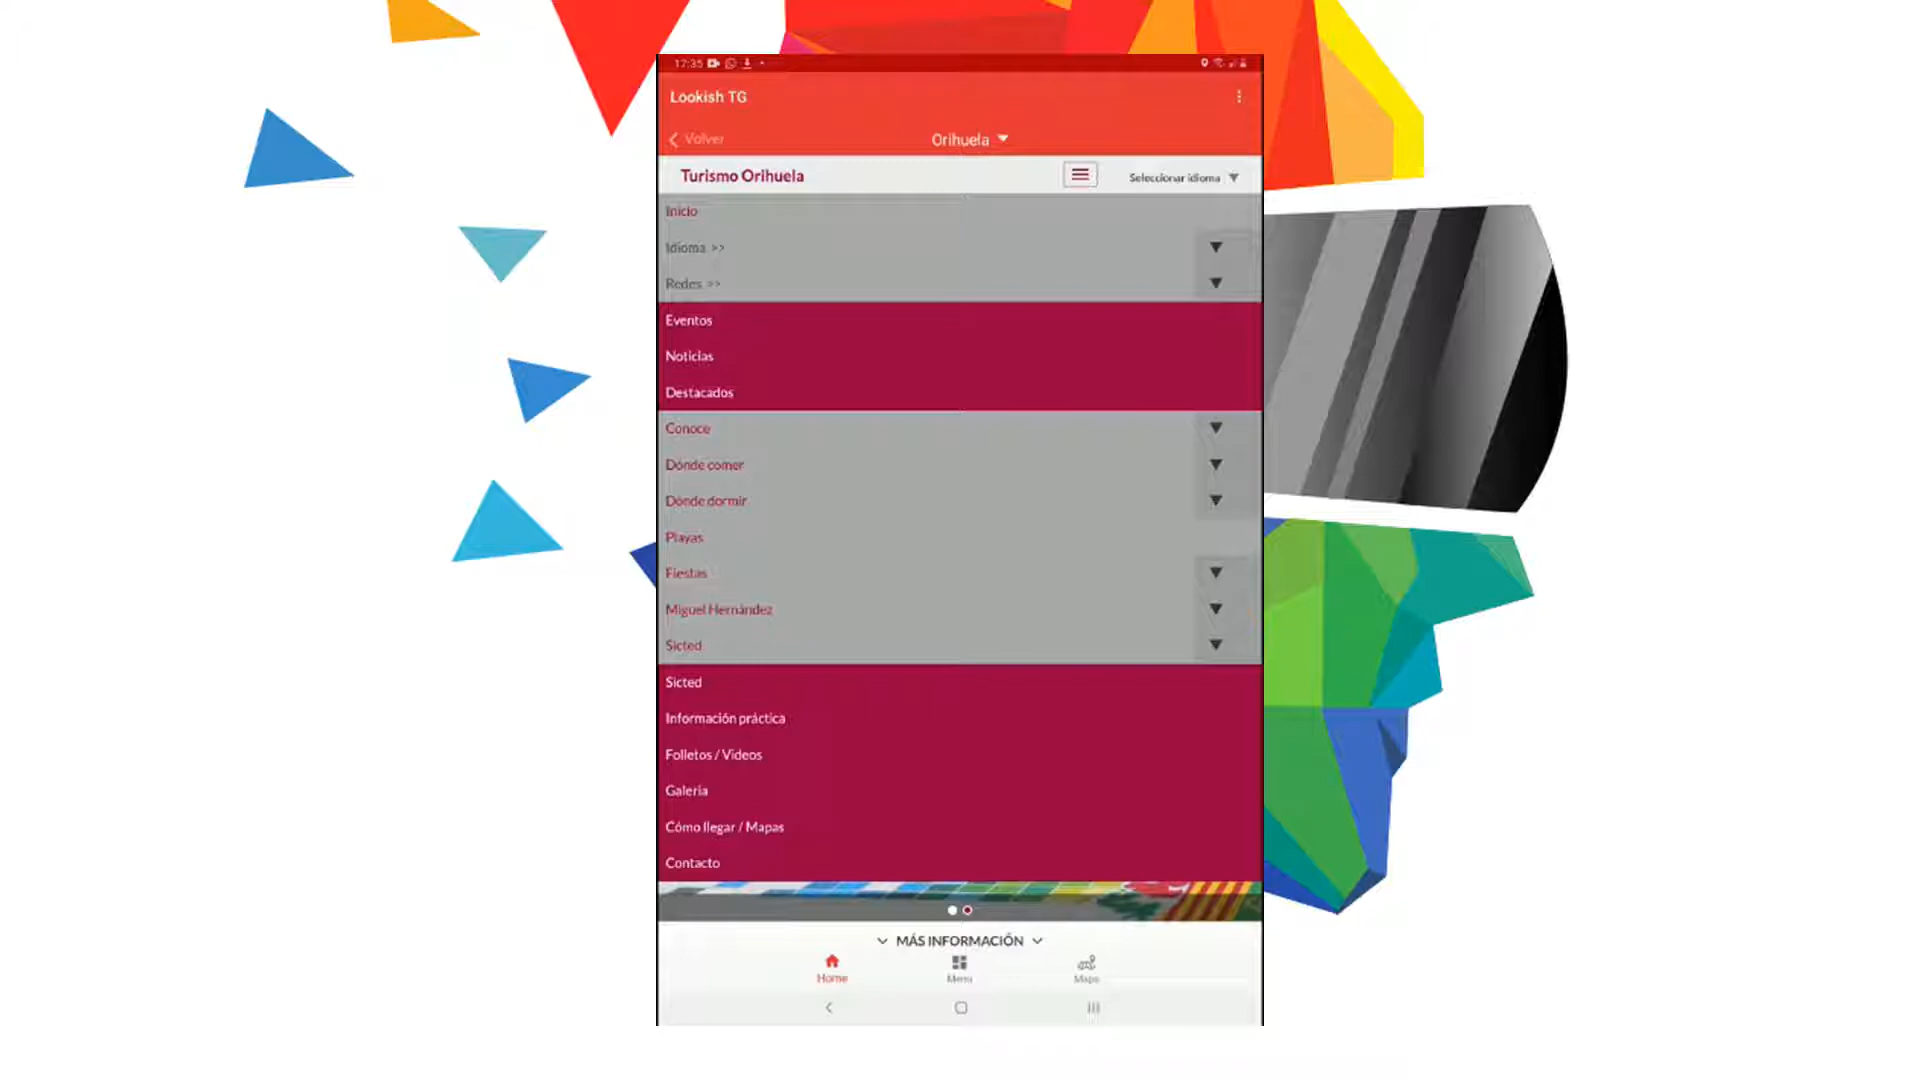 17:35
Lookish TG
Volver
Orihuela
Turismo Orihuela
Seleccionar idioma
Inicio
Idioma >>
Redes >>
Eventos
Noticias
Destacados
Conoce
Dónde comer
Dónde dormir
Playas
Fiestas
Miguel Hernández
Sicted
Sicted
Información práctica
Folletos / Videos
Galería
Cómo llegar / Mapas
Contacto
MÁS INFORMACIÓN
Home
Menu
Maps